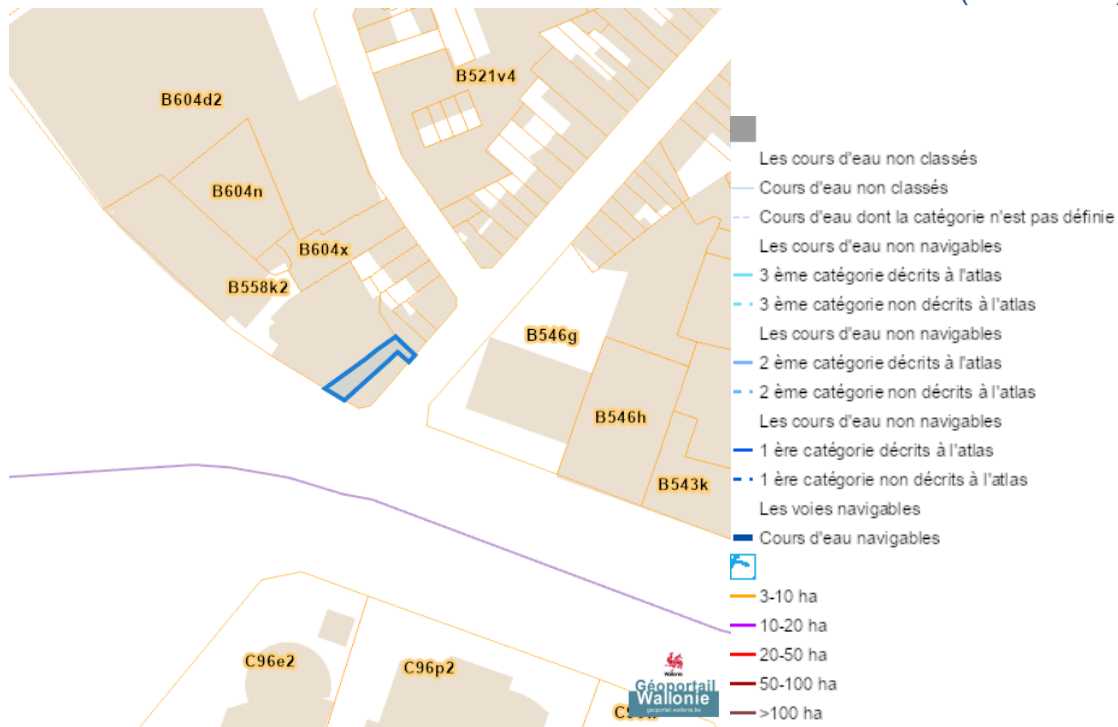 B521v4
B604d2
B604n
B604x
B558k2
B546g
B546h
B543k
C96e2
C96p2
Wallonie
Géoportail
Wallonie
geoportail.wallonie.be
Les cours d'eau non classés
Cours d'eau non classés
Cours d'eau dont la catégorie n'est pas définie
Les cours d'eau non navigables
3 ème catégorie décrits à l'atlas
3 ème catégorie non décrits à l'atlas
Les cours d'eau non navigables
2 ème catégorie décrits à l'atlas
2 ème catégorie non décrits à l'atlas
Les cours d'eau non navigables
1 ère catégorie décrits à l'atlas
1 ère catégorie non décrits à l'atlas
Les voies navigables
Cours d'eau navigables
3-10 ha
10-20 ha
20-50 ha
50-100 ha
>100 ha